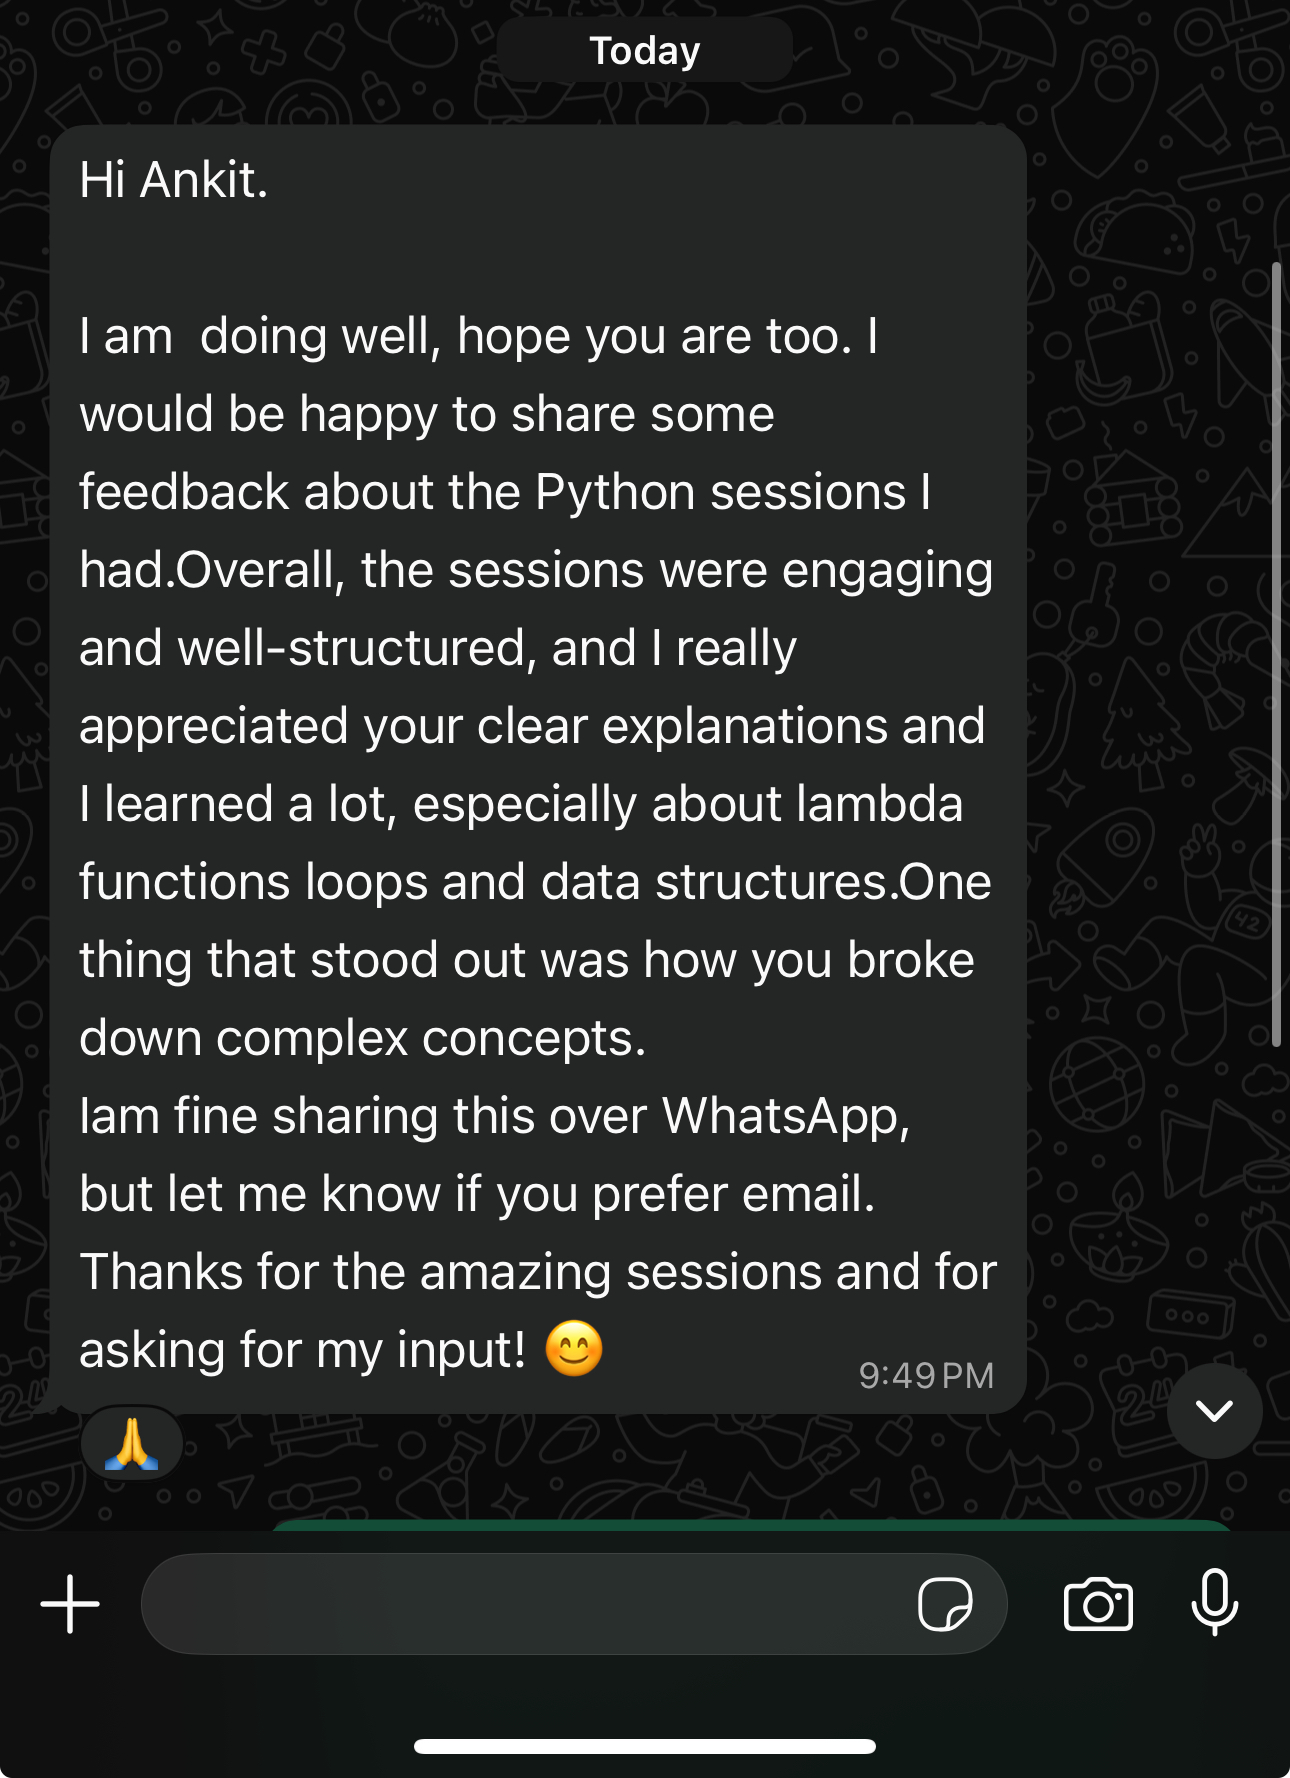 Today
Hi Ankit.
I am  doing well, hope you are too. I
would be happy to share some
feedback about the Python sessions I
had.Overall, the sessions were engaging
and well-structured, and I really
appreciated your clear explanations and
I learned a lot, especially about lambda
functions loops and data structures.One
thing that stood out was how you broke
down complex concepts.
Iam fine sharing this over WhatsApp,
but let me know if you prefer email.
Thanks for the amazing sessions and for
asking for my input! 😊
9:49 PM
🙏